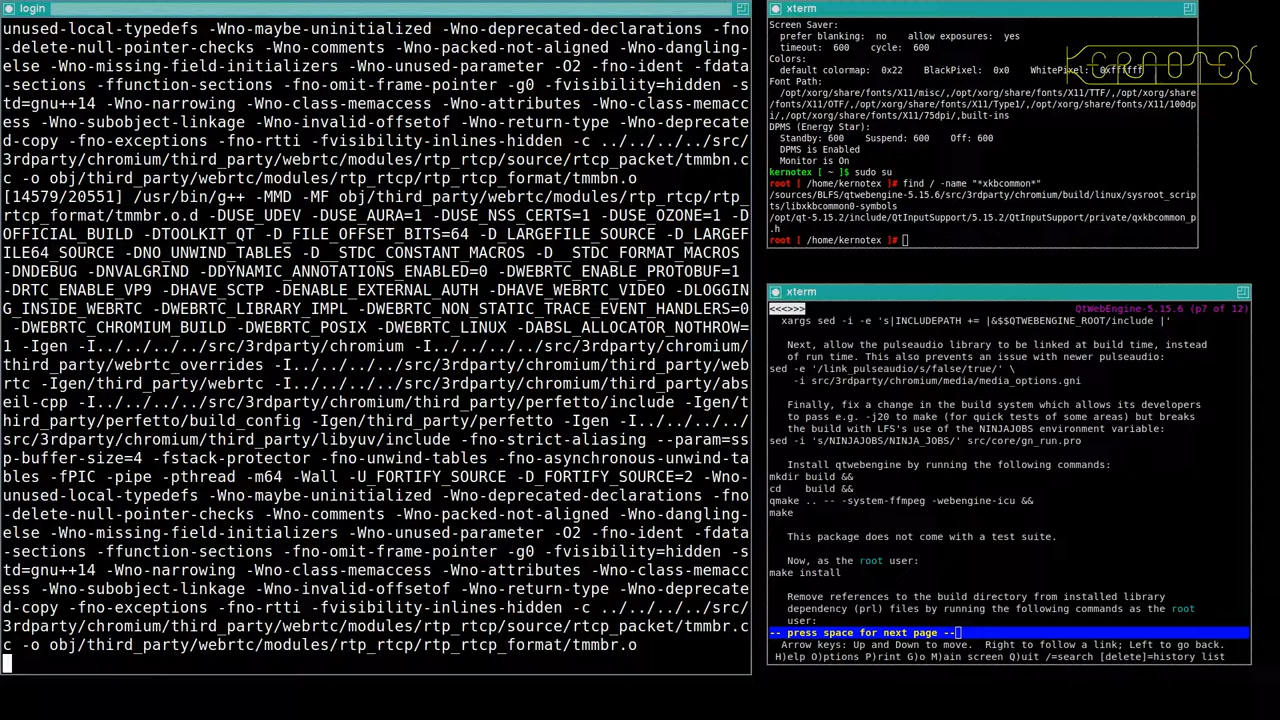 login
unused-local-typedefs -Wno-maybe-uninitialized -Wno-deprecated-declarations -fno
-delete-null-pointer-checks -Wno-comments -Wno-packed-not-aligned -Wno-dangling-
else -Wno-missing-field-initializers -Wno-unused-parameter -O2 -fno-ident -fdata
-sections -ffunction-sections -fno-omit-frame-pointer -g0 -fvisibility=hidden -s
td=gnu++14 -Wno-narrowing -Wno-class-memaccess -Wno-attributes -Wno-class-memacc
ess -Wno-subobject-linkage -Wno-invalid-offsetof -Wno-return-type -Wno-deprecate
d-copy -fno-exceptions -fno-rtti -fvisibility-inlines-hidden -c ../../../../src/
3rdparty/chromium/third_party/webrtc/modules/rtp_rtcp/source/rtcp_packet/tmmbn.c
c -o obj/third_party/webrtc/modules/rtp_rtcp/rtp_rtcp_format/tmmbn.o
[14579/20551] /usr/bin/g++ -MMD -MF obj/third_party/webrtc/modules/rtp_rtcp/rtp_
rtcp_format/tmmbr.o.d -DUSE_UDEV -DUSE_AURA=1 -DUSE_NSS_CERTS=1 -DUSE_OZONE=1 -D
OFFICIAL_BUILD -DTOOLKIT_QT -D_FILE_OFFSET_BITS=64 -D_LARGEFILE_SOURCE -D_LARGEF
ILE64_SOURCE -DNO_UNWIND_TABLES -D__STDC_CONSTANT_MACROS -D__STDC_FORMAT_MACROS
-DNDEBUG -DNVALGRIND -DDYNAMIC_ANNOTATIONS_ENABLED=0 -DWEBRTC_ENABLE_PROTOBUF=1
-DRTC_ENABLE_VP9 -DHAVE_SCTP -DENABLE_EXTERNAL_AUTH -DHAVE_WEBRTC_VIDEO -DLOGGIN
G_INSIDE_WEBRTC -DWEBRTC_LIBRARY_IMPL -DWEBRTC_NON_STATIC_TRACE_EVENT_HANDLERS=0
-DWEBRTC_CHROMIUM_BUILD -DWEBRTC_POSIX -DWEBRTC_LINUX -DABSL_ALLOCATOR_NOTHROW=
1 -Igen -I../../../../src/3rdparty/chromium -I../../../../src/3rdparty/chromium/
third_party/webrtc_overrides -I../../../../src/3rdparty/chromium/third_party/web
rtc -Igen/third_party/webrtc -I../../../../src/3rdparty/chromium/third_party/abs
eil-cpp -I../../../../src/3rdparty/chromium/third_party/perfetto/include -Igen/t
hird_party/perfetto/build_config -Igen/third_party/perfetto -Igen -I../../../../
src/3rdparty/chromium/third_party/libyuv/include -fno-strict-aliasing --param=ss
p-buffer-size=4 -fstack-protector -fno-unwind-tables -fno-asynchronous-unwind-ta
bles -fPIC -pipe -pthread -m64 -Wall -U_FORTIFY_SOURCE -D_FORTIFY_SOURCE=2 -Wno-
unused-local-typedefs -Wno-maybe-uninitialized -Wno-deprecated-declarations -fno
-delete-null-pointer-checks -Wno-comments -Wno-packed-not-aligned -Wno-dangling-
else -Wno-missing-field-initializers -Wno-unused-parameter -O2 -fno-ident -fdata
-sections -ffunction-sections -fno-omit-frame-pointer -g0 -fvisibility=hidden -s
td=gnu++14 -Wno-narrowing -Wno-class-memaccess -Wno-attributes -Wno-class-memacc
ess -Wno-subobject-linkage -Wno-invalid-offsetof -Wno-return-type -Wno-deprecate
d-copy -fno-exceptions -fno-rtti -fvisibility-inlines-hidden -c ../../../../src/
3rdparty/chromium/third_party/webrtc/modules/rtp_rtcp/source/rtcp_packet/tmmbr.c
c -o obj/third_party/webrtc/modules/rtp_rtcp/rtp_rtcp_format/tmmbr.o
xterm
Screen Saver:
prefer blanking: no allow exposures: yes
timeout: 600 cycle: 600
Colors:
default colormap: 0x22 BlackPixel: 0x0 WhitePixel: 0xffffff
Font Path:
/opt/xorg/share/fonts/X11/misc/,/opt/xorg/share/fonts/X11/TTF/,/opt/xorg/share
/fonts/X11/OTF/,/opt/xorg/share/fonts/X11/Type1/,/opt/xorg/share/fonts/X11/100dp
i/,/opt/xorg/share/fonts/X11/75dpi/,built-ins
DPMS (Energy Star):
Standby: 600 Suspend: 600 Off: 600
DPMS is Enabled
Monitor is On
kernotex [ ~ ]$ sudo su
root [ /home/kernotex ]# find / -name "*xkbcommon*"
/sources/BLFS/qtwebengine-5.15.6/src/3rdparty/chromium/build/linux/sysroot_scrip
ts/libxkbcommon0-symbols
/opt/qt-5.15.2/include/QtInputSupport/5.15.2/QtInputSupport/private/qxkbcommon_p
.h
root [ /home/kernotex ]#
KERNOTEX
xterm
<<<>>> QtWebEngine-5.15.6 (p7 of 12)
xargs sed -i -e 's|INCLUDEPATH += |&$$QTWEBENGINE_ROOT/include |'
Next, allow the pulseaudio library to be linked at build time, instead
of run time. This also prevents an issue with newer pulseaudio:
sed -e '/link_pulseaudio/s/false/true/' \
-i src/3rdparty/chromium/media/media_options.gni
Finally, fix a change in the build system which allows its developers
to pass e.g. -j20 to make (for quick tests of some areas) but breaks
the build with LFS's use of the NINJAJOBS environment variable:
sed -i 's/NINJAJOBS/NINJA_JOBS/' src/core/gn_run.pro
Install qtwebengine by running the following commands:
mkdir build &&
cd build &&
qmake .. -- -system-ffmpeg -webengine-icu &&
make
This package does not come with a test suite.
Now, as the root user:
make install
Remove references to the build directory from installed library
dependency (prl) files by running the following commands as the root
user:
-- press space for next page --
Arrow keys: Up and Down to move. Right to follow a link; Left to go back.
H)elp O)ptions P)rint G)o M)ain screen Q)uit /=search [delete]=history list